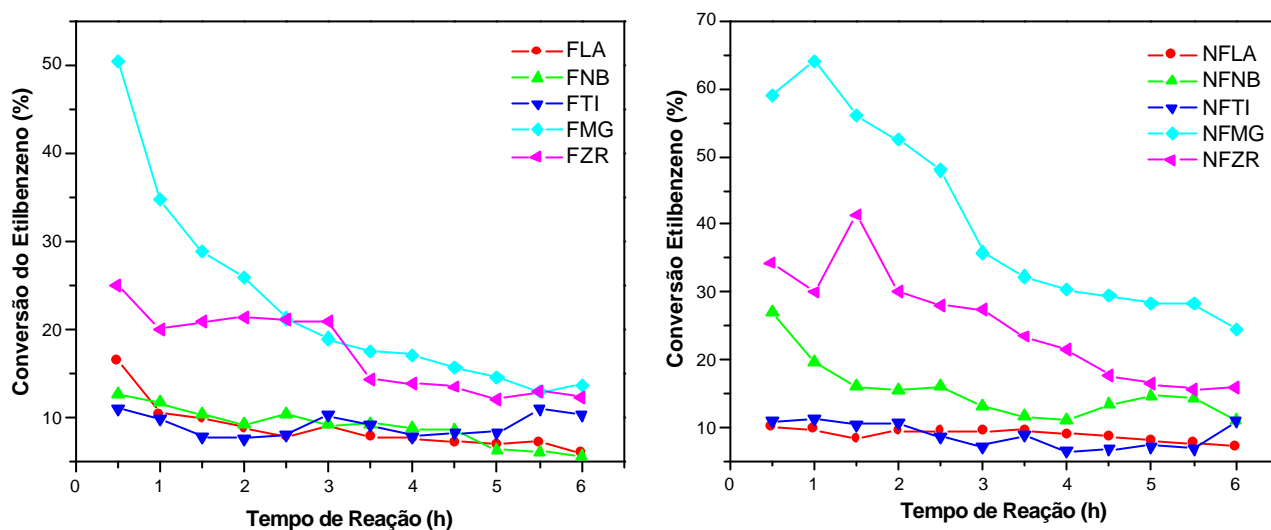 50
40
30
20
10
0
1
2
3
4
5
6
Conversão do Etilbenzeno (%)
Tempo de Reação (h)
FLA
FNB
FTI
FMG
FZR
70
60
50
40
30
20
10
0
1
2
3
4
5
6
Conversão Etilbenzeno (%)
Tempo de Reação (h)
NFLA
NFNB
NFTI
NFMG
NFZR